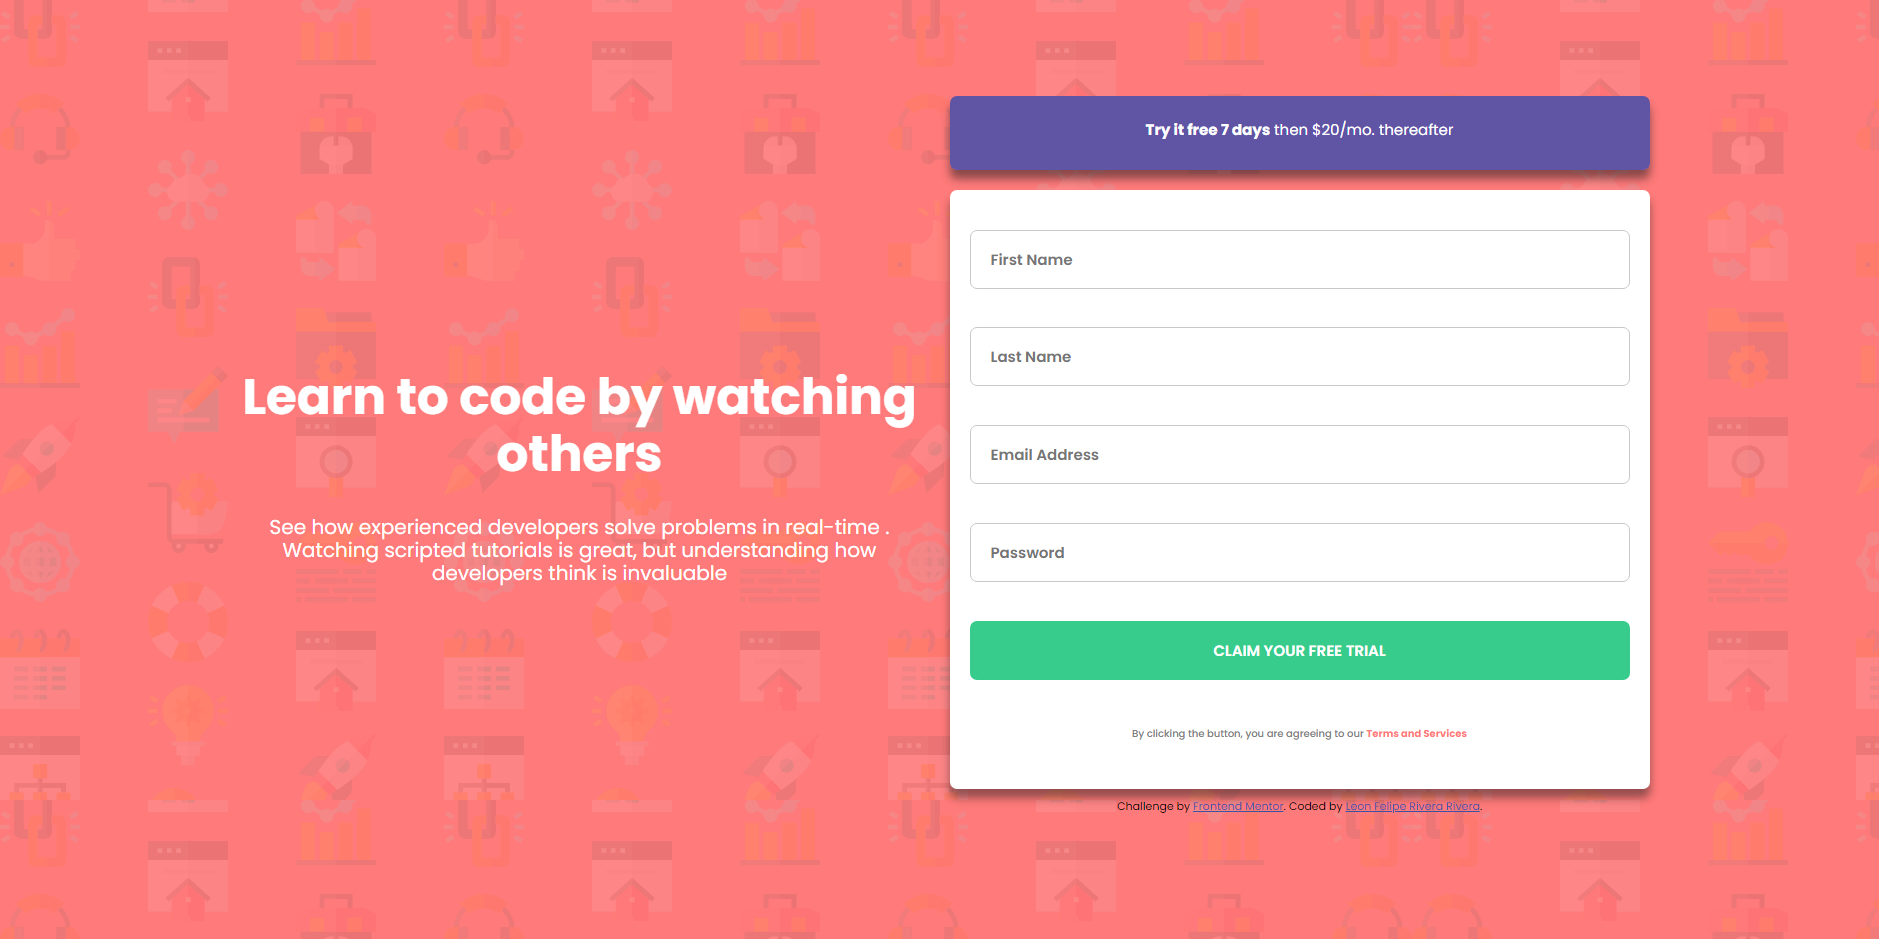 Learn to code by watching
others
See how experienced developers solve problems in real-time .
Watching scripted tutorials is great, but understanding how
developers think is invaluable
Try it free 7 days then $20/mo. thereafter
First Name
Last Name
Email Address
Password
CLAIM YOUR FREE TRIAL
By clicking the button, you are agreeing to our Terms and Services
Challenge by Frontend Mentor. Coded by Leon Felipe Rivera Rivera.